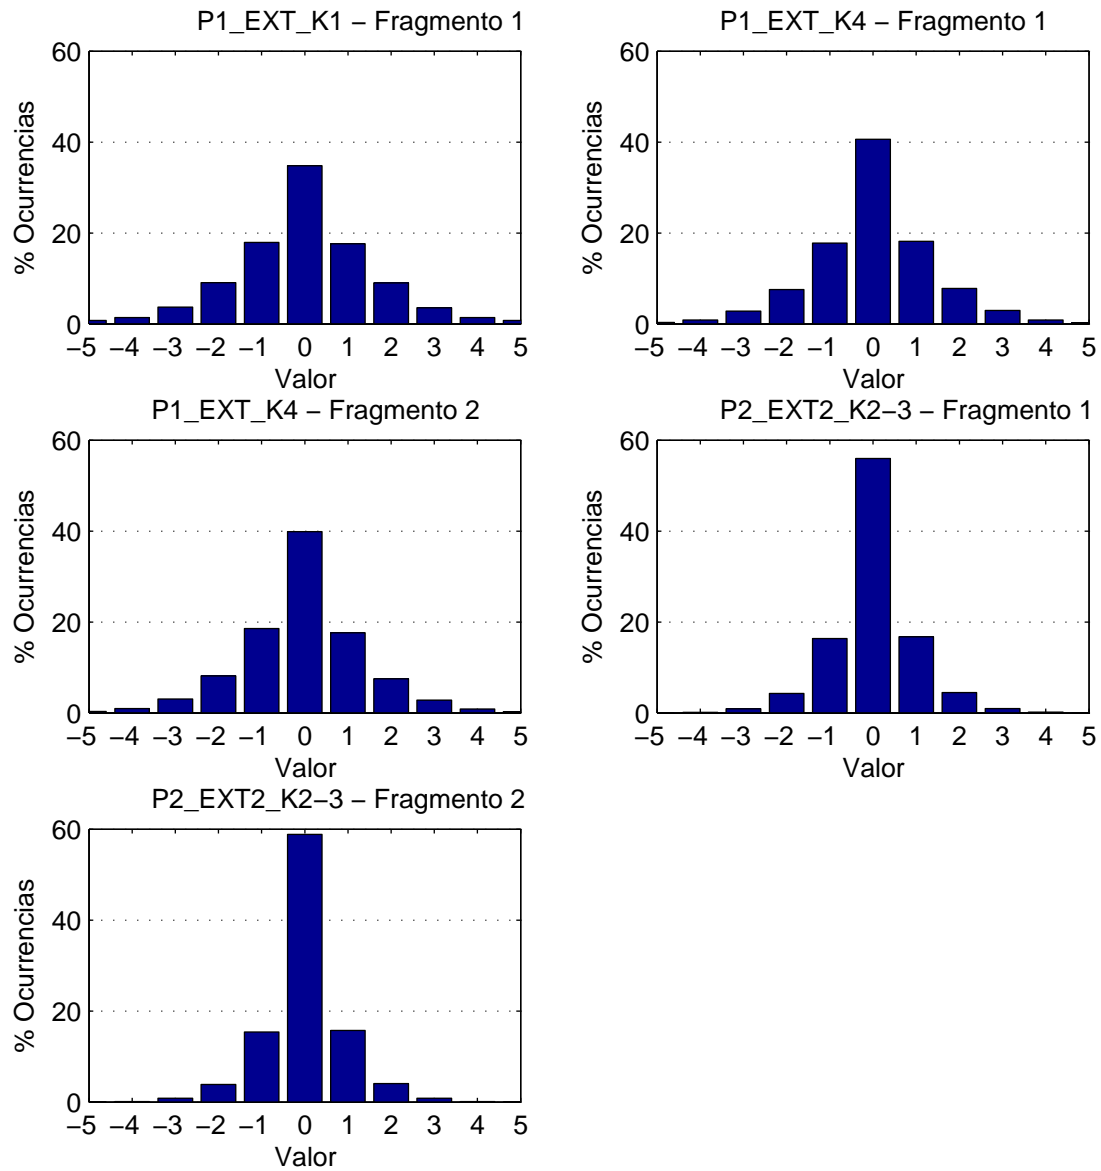 P1_EXT_K1 – Fragmento 1
60
40
20
0
% Ocurrencias
−5 −4 −3 −2 −1 0 1 2 3 4 5
Valor
P1_EXT_K4 – Fragmento 1
60
40
20
0
% Ocurrencias
−5 −4 −3 −2 −1 0 1 2 3 4 5
Valor
P1_EXT_K4 – Fragmento 2
60
40
20
0
% Ocurrencias
−5 −4 −3 −2 −1 0 1 2 3 4 5
Valor
P2_EXT2_K2−3 – Fragmento 1
60
40
20
0
% Ocurrencias
−5 −4 −3 −2 −1 0 1 2 3 4 5
Valor
P2_EXT2_K2−3 – Fragmento 2
60
40
20
0
% Ocurrencias
−5 −4 −3 −2 −1 0 1 2 3 4 5
Valor